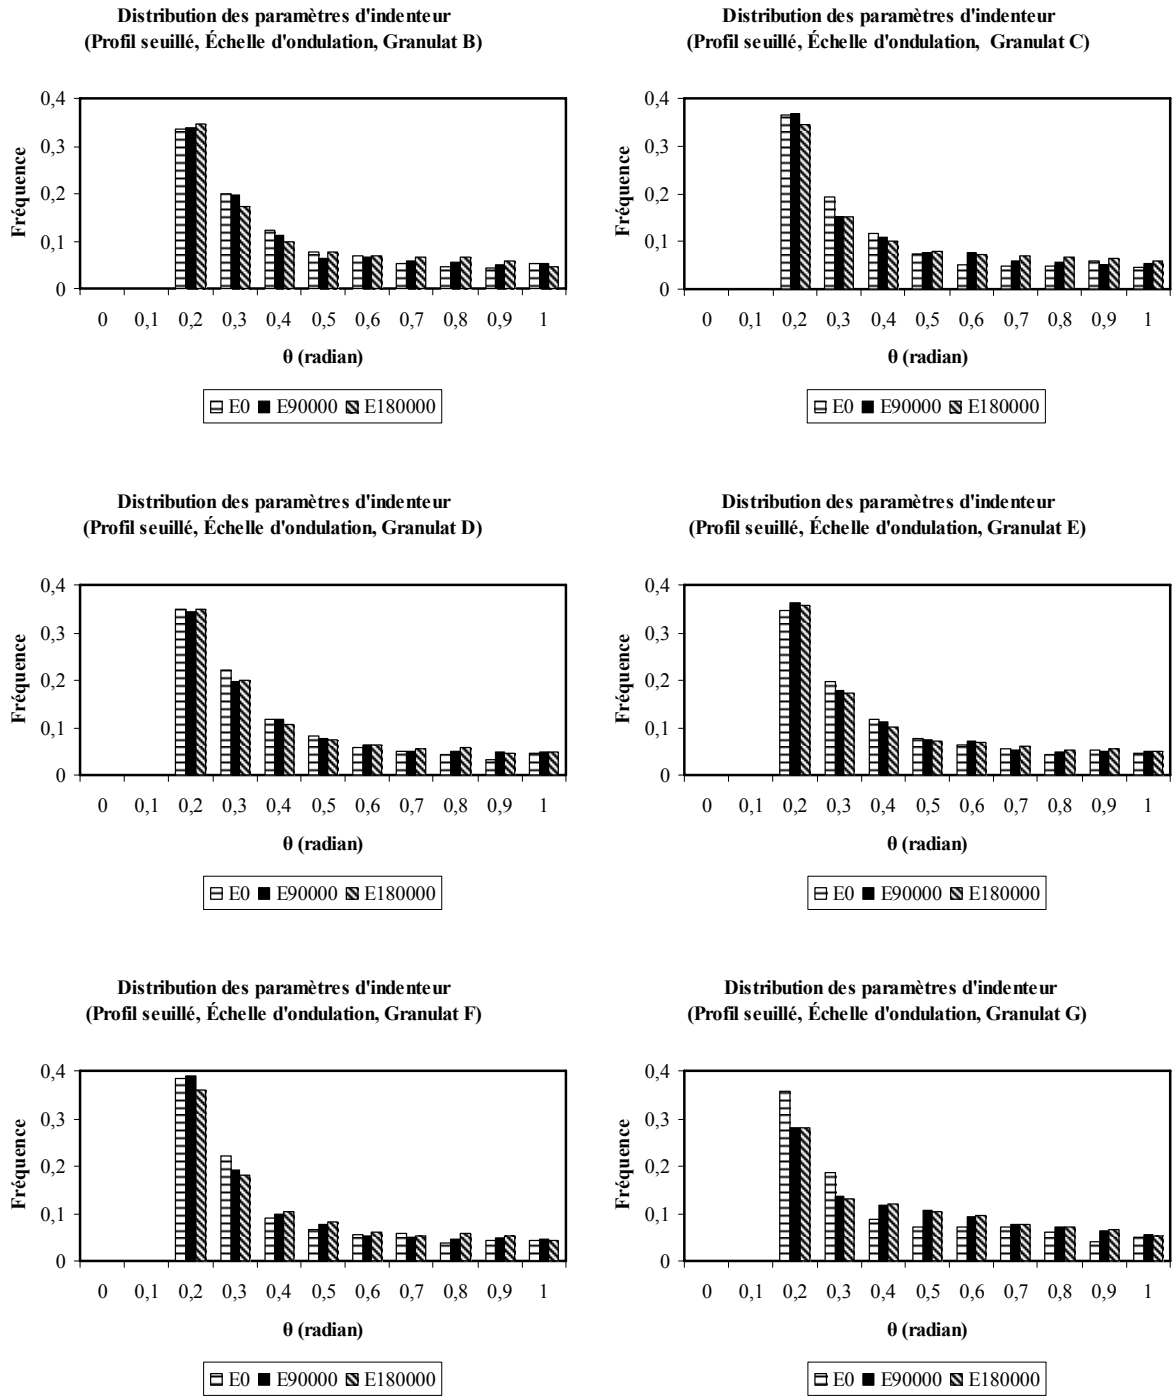 Distribution des paramètres d'indenteur
(Profil seuillé, Échelle d'ondulation, Granulat B)
0,4
0,3
0,2
0,1
0
Fréquence
0 0,1 0,2 0,3 0,4 0,5 0,6 0,7 0,8 0,9 1
θ (radian)
E0 E90000 E180000
Distribution des paramètres d'indenteur
(Profil seuillé, Échelle d'ondulation, Granulat C)
0,4
0,3
0,2
0,1
0
Fréquence
0 0,1 0,2 0,3 0,4 0,5 0,6 0,7 0,8 0,9 1
θ (radian)
E0 E90000 E180000
Distribution des paramètres d'indenteur
(Profil seuillé, Échelle d'ondulation, Granulat D)
0,4
0,3
0,2
0,1
0
Fréquence
0 0,1 0,2 0,3 0,4 0,5 0,6 0,7 0,8 0,9 1
θ (radian)
E0 E90000 E180000
Distribution des paramètres d'indenteur
(Profil seuillé, Échelle d'ondulation, Granulat E)
0,4
0,3
0,2
0,1
0
Fréquence
0 0,1 0,2 0,3 0,4 0,5 0,6 0,7 0,8 0,9 1
θ (radian)
E0 E90000 E180000
Distribution des paramètres d'indenteur
(Profil seuillé, Échelle d'ondulation, Granulat F)
0,4
0,3
0,2
0,1
0
Fréquence
0 0,1 0,2 0,3 0,4 0,5 0,6 0,7 0,8 0,9 1
θ (radian)
E0 E90000 E180000
Distribution des paramètres d'indenteur
(Profil seuillé, Échelle d'ondulation, Granulat G)
0,4
0,3
0,2
0,1
0
Fréquence
0 0,1 0,2 0,3 0,4 0,5 0,6 0,7 0,8 0,9 1
θ (radian)
E0 E90000 E180000